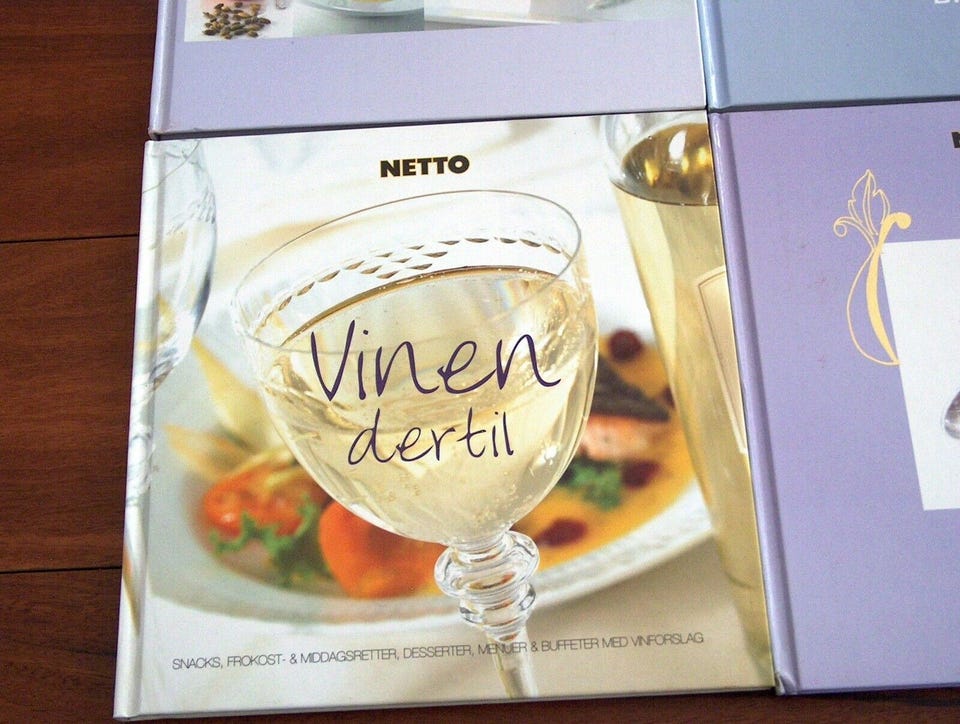 NETTO
Vinen
dertil
SNACKS, FROKOST- & MIDDAGSRETTER, DESSERTER, MENUER & BUFFETER MED VINFORSLAG